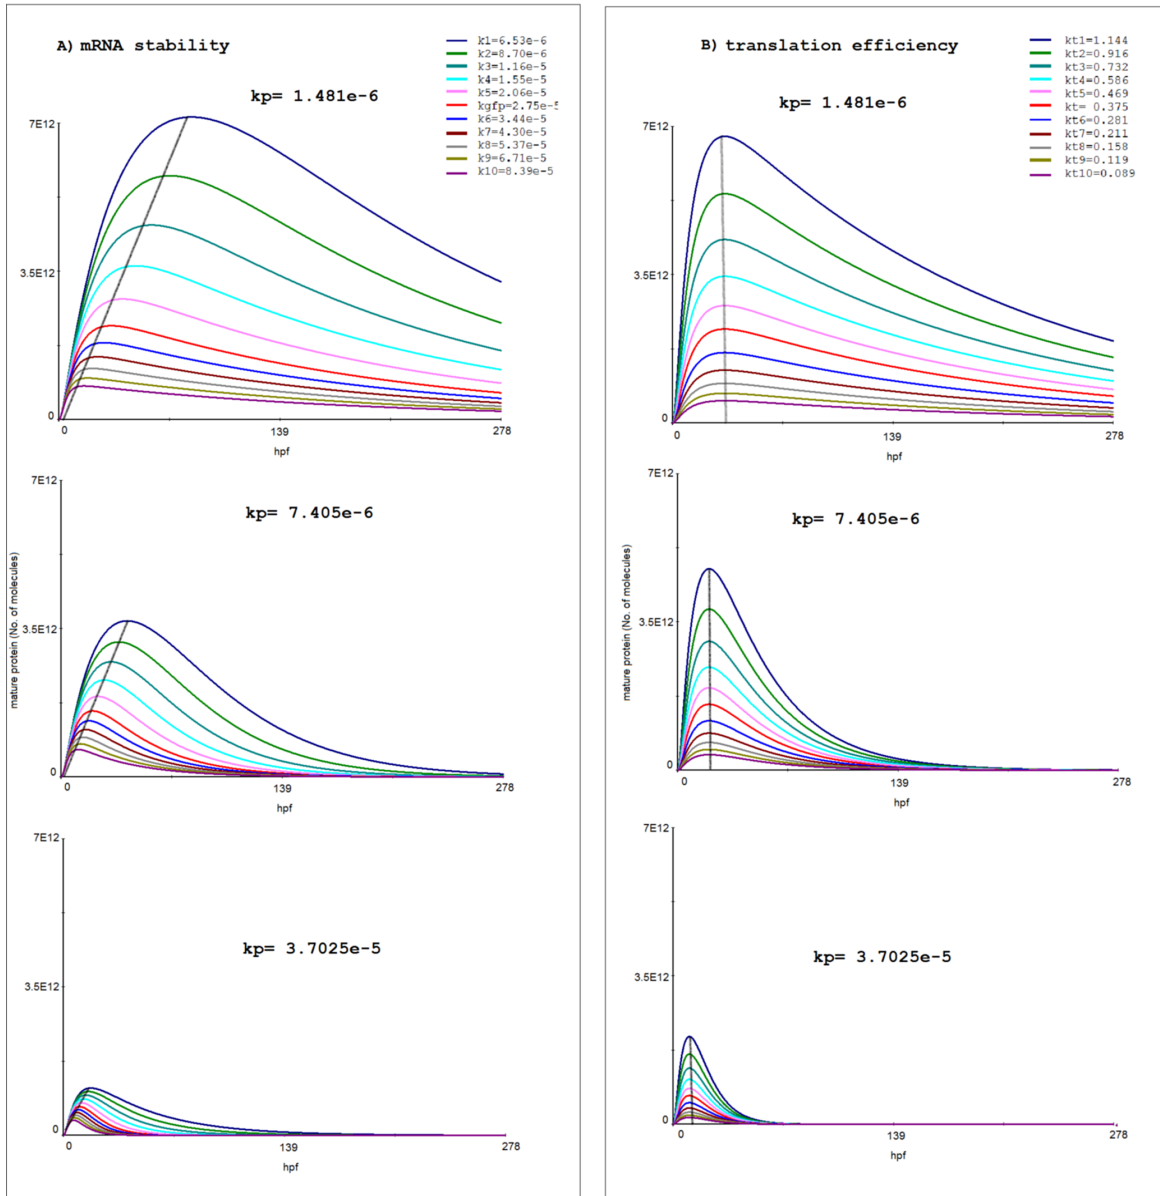 A) mRNA stability
k1=6.53e-6
k2=8.70e-6
k3=1.16e-5
k4=1.55e-5
k5=2.06e-5
kgfp=2.75e-5
k6=3.44e-5
k7=4.30e-5
k8=5.37e-5
k9=6.71e-5
k10=8.39e-5
kp= 1.481e-6
7E12
3.5E12
0
0
139
278
hpf
kp= 7.405e-6
7E12
3.5E12
0
mature protein (No. of molecules)
0
139
278
hpf
kp= 3.7025e-5
7E12
3.5E12
0
0
139
278
hpf
B) translation efficiency
kt1=1.144
kt2=0.916
kt3=0.732
kt4=0.586
kt5=0.469
kt= 0.375
kt6=0.281
kt7=0.211
kt8=0.158
kt9=0.119
kt10=0.089
kp= 1.481e-6
7E12
3.5E12
0
0
139
278
hpf
kp= 7.405e-6
7E12
3.5E12
0
mature protein (No. of molecules)
0
139
278
hpf
kp= 3.7025e-5
7E12
3.5E12
0
0
139
278
hpf